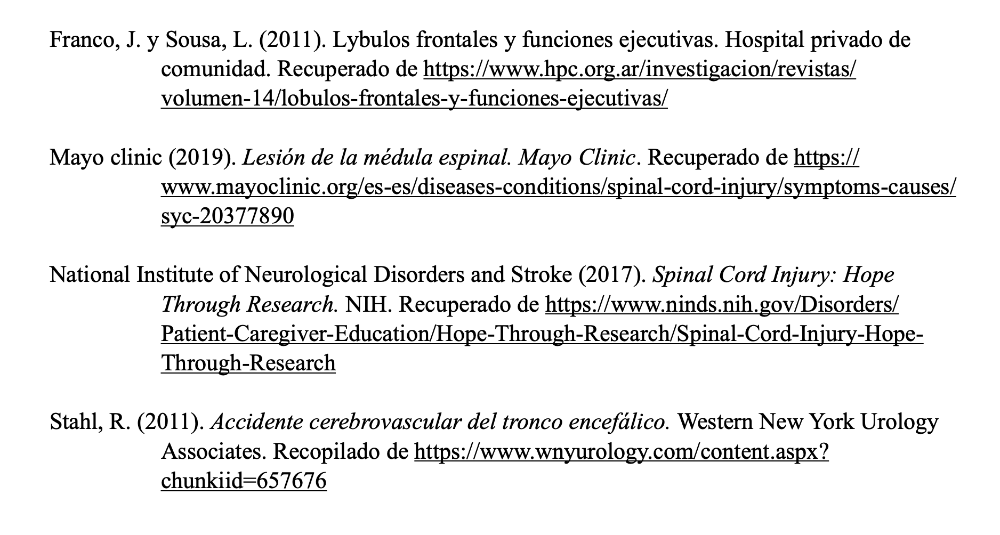 Franco, J. y Sousa, L. (2011). Lybulos frontales y funciones ejecutivas. Hospital privado de
comunidad. Recuperado de https://www.hpc.org.ar/investigacion/revistas/
volumen-14/lobulos-frontales-y-funciones-ejecutivas/
Mayo clinic (2019). Lesión de la médula espinal. Mayo Clinic. Recuperado de https://
www.mayoclinic.org/es-es/diseases-conditions/spinal-cord-injury/symptoms-causes/
syc-20377890
National Institute of Neurological Disorders and Stroke (2017). Spinal Cord Injury: Hope
Through Research. NIH. Recuperado de https://www.ninds.nih.gov/Disorders/
Patient-Caregiver-Education/Hope-Through-Research/Spinal-Cord-Injury-Hope-
Through-Research
Stahl, R. (2011). Accidente cerebrovascular del tronco encefálico. Western New York Urology
Associates. Recopilado de https://www.wnyurology.com/content.aspx?
chunkiid=657676